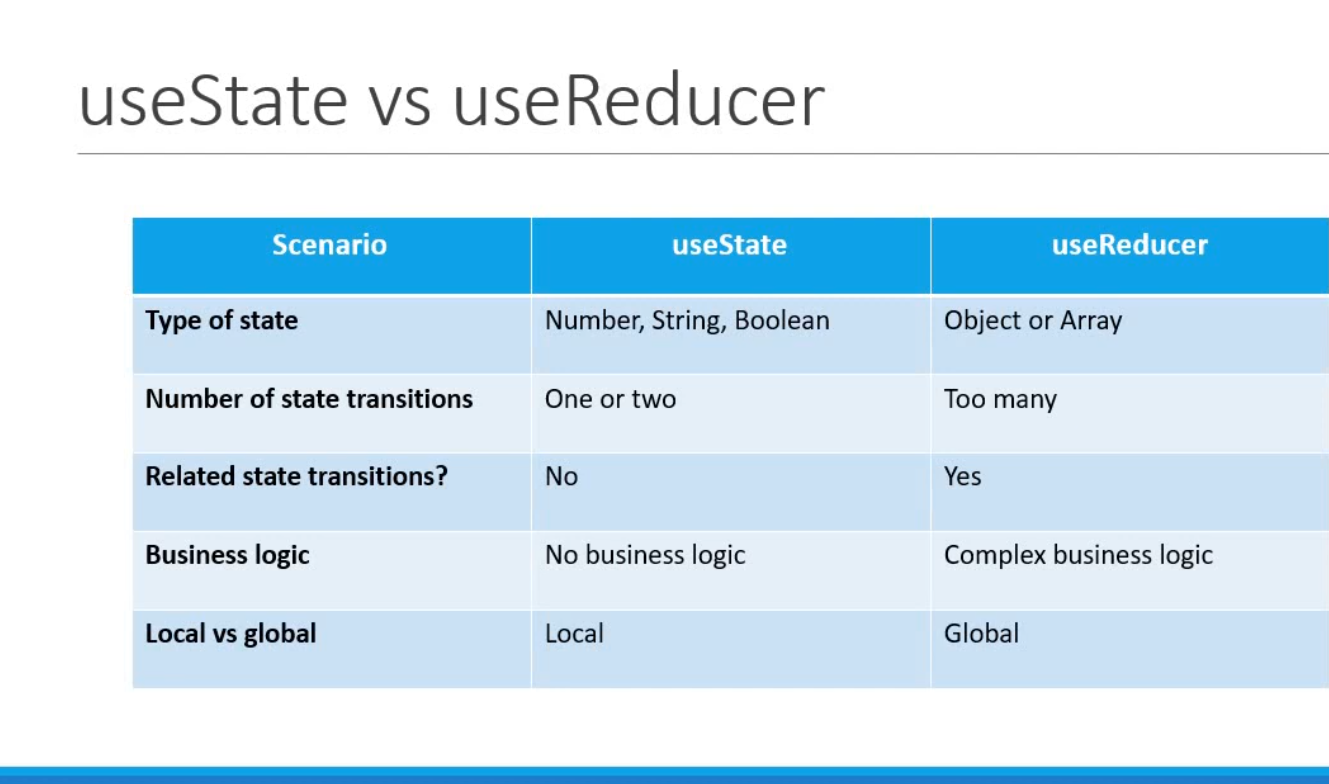 useState vs useReducer
Scenario useState useReducer
Type of state Number, String, Boolean Object or Array
Number of state transitions One or two Too many
Related state transitions? No Yes
Business logic No business logic Complex business logic
Local vs global Local Global